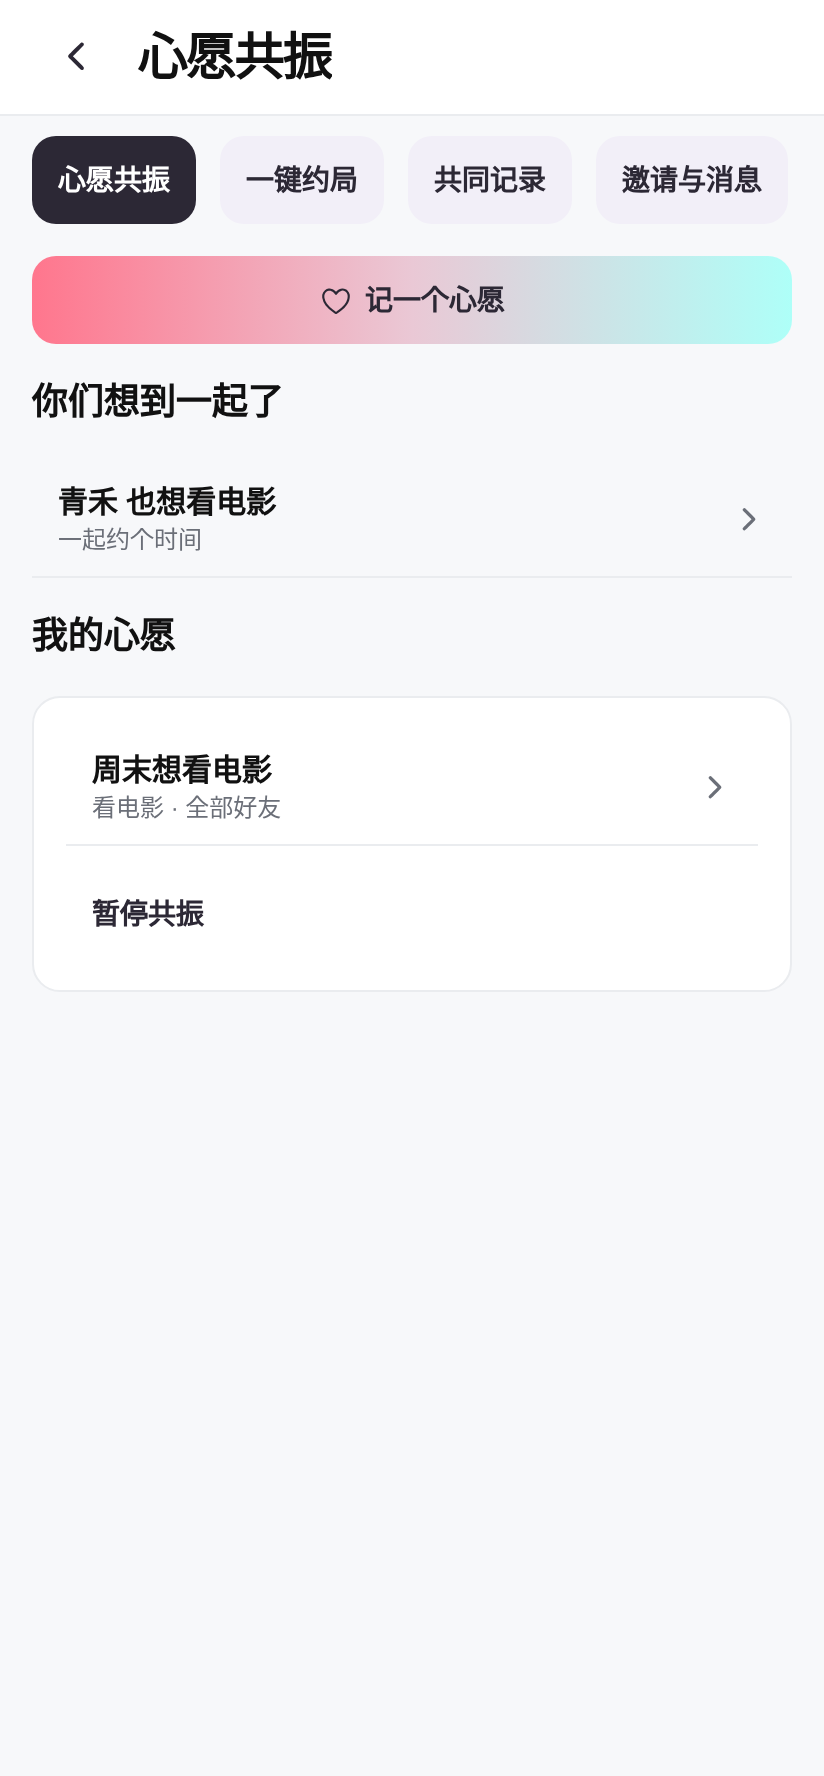 心愿共振
心愿共振
一键约局
共同记录
邀请与消息
记一个心愿
你们想到一起了
青禾 也想看电影
一起约个时间
我的心愿
周末想看电影
看电影 · 全部好友
暂停共振